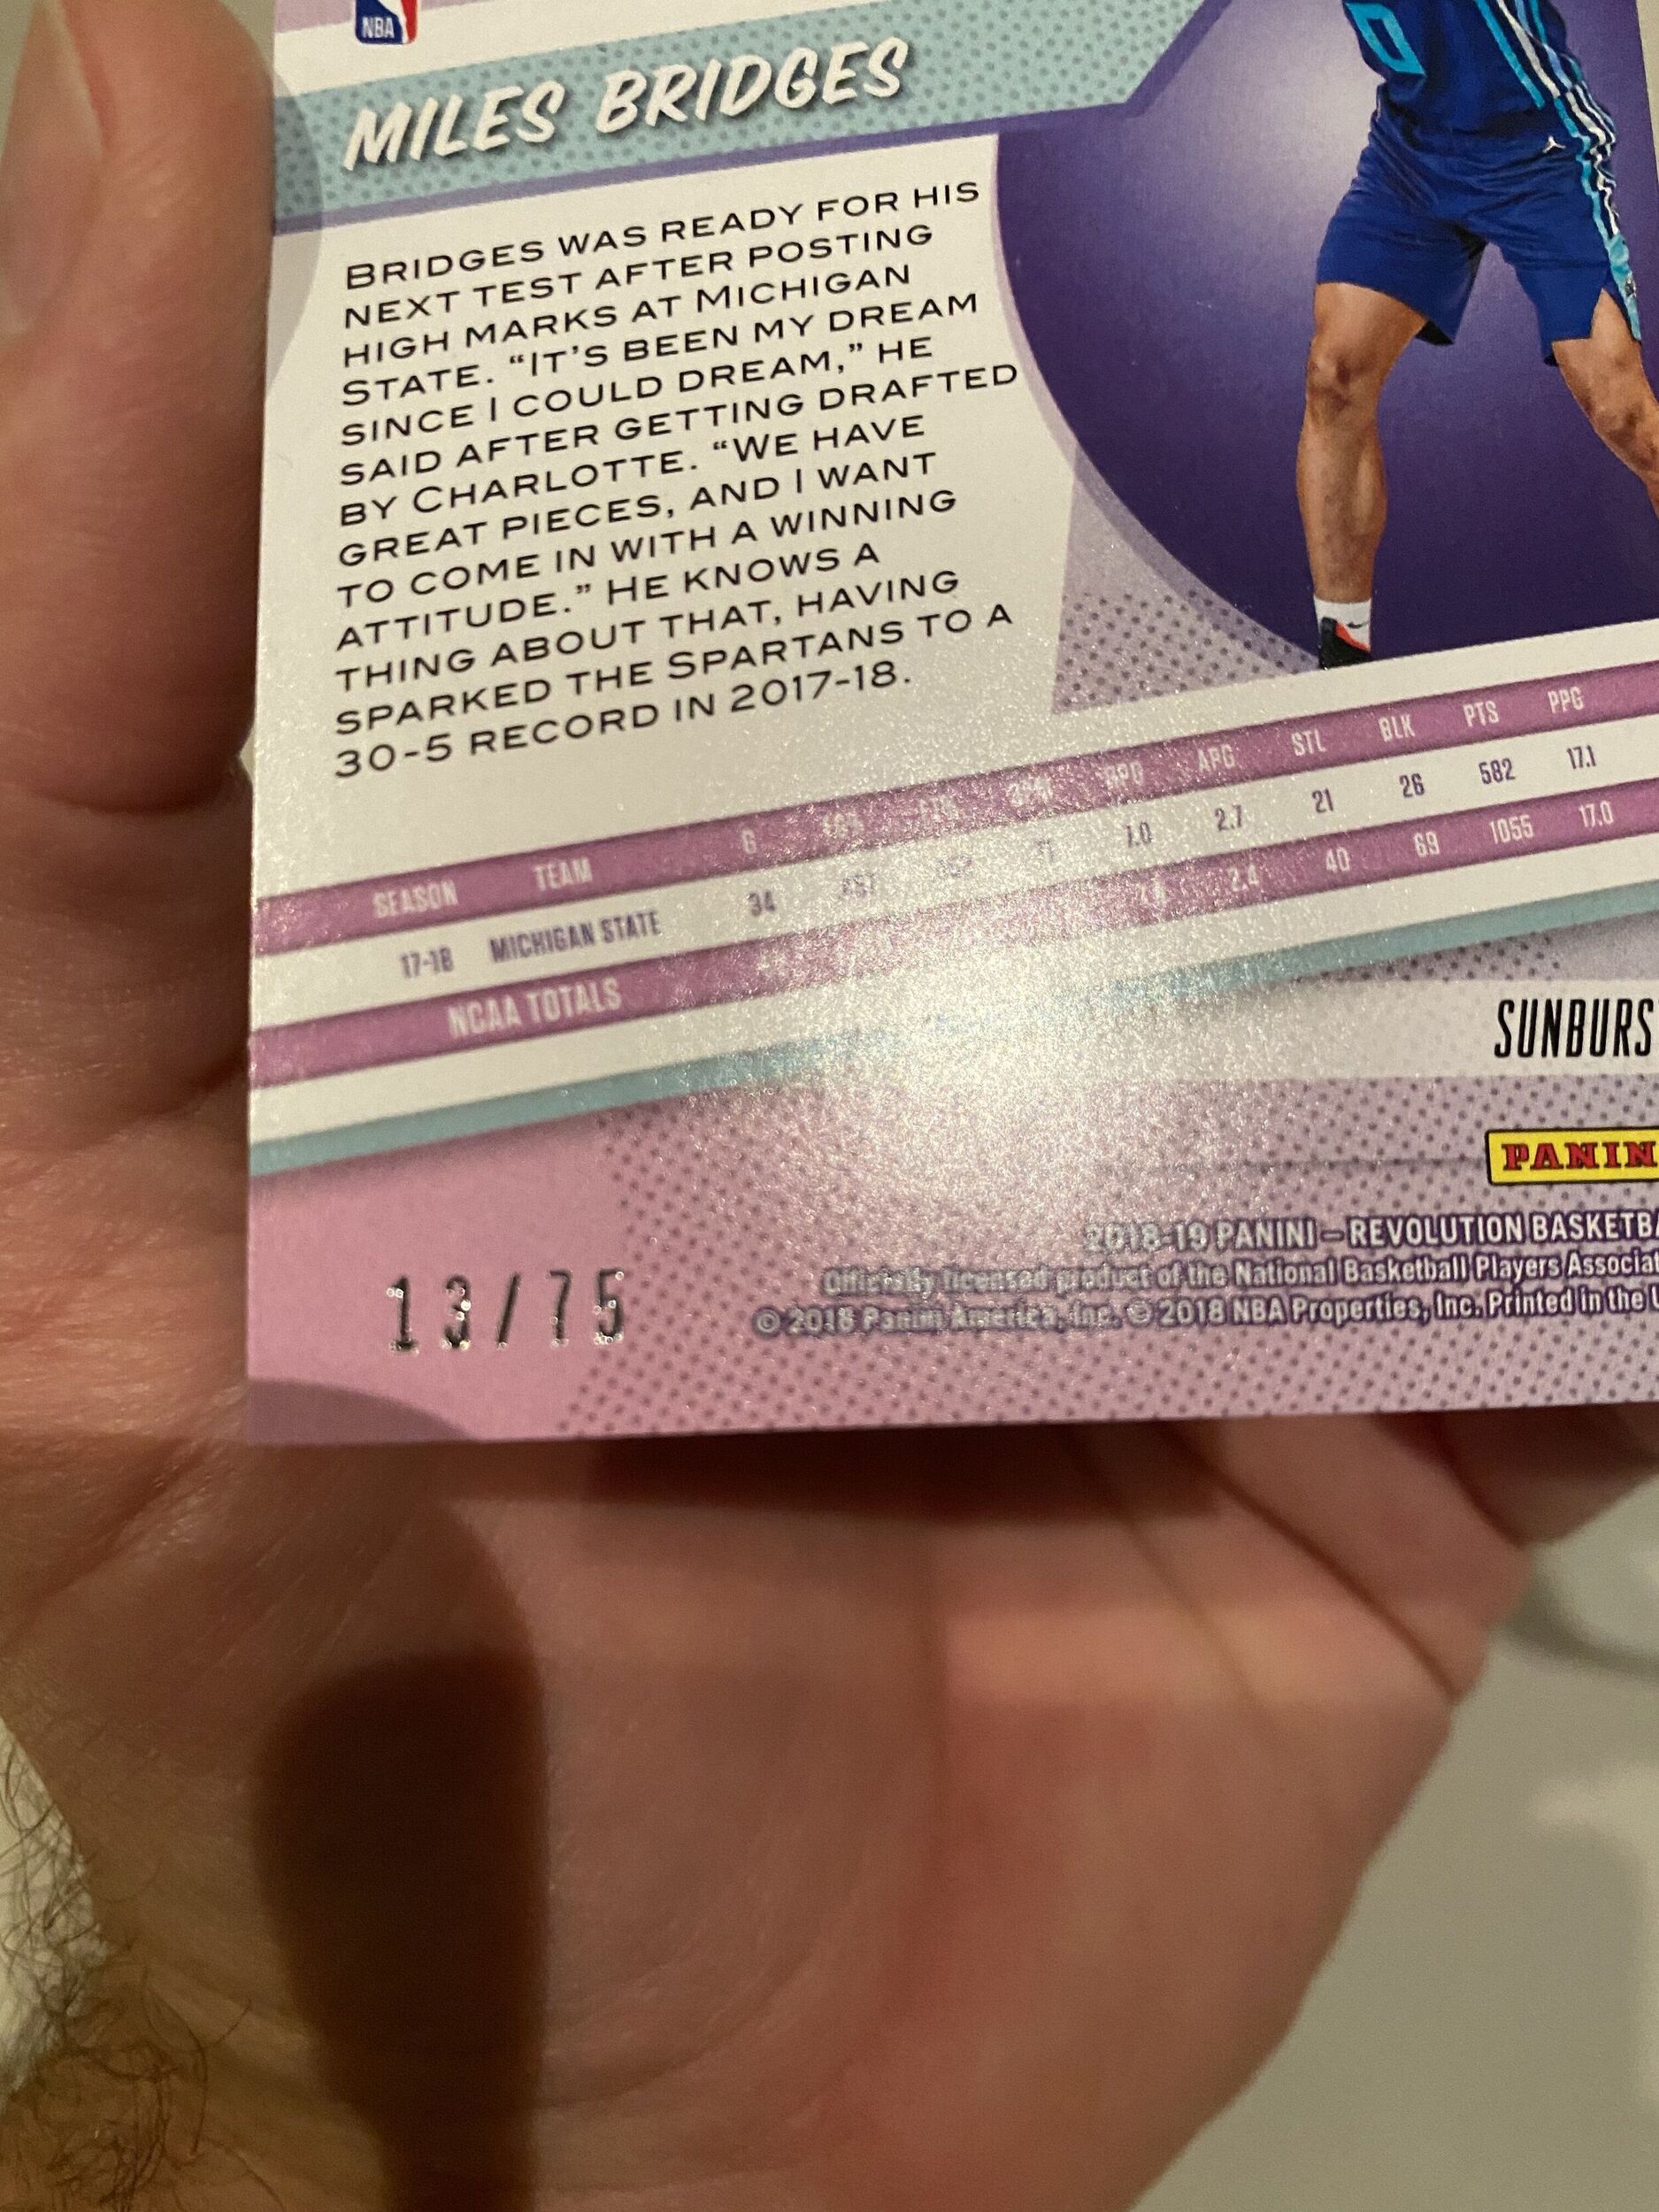 NBA
MILES BRIDGES
BRIDGES WAS READY FOR HIS
NEXT TEST AFTER POSTING
HIGH MARKS AT MICHIGAN
STATE. “IT’S BEEN MY DREAM
SINCE I COULD DREAM,” HE
SAID AFTER GETTING DRAFTED
BY CHARLOTTE. “WE HAVE
GREAT PIECES, AND I WANT
TO COME IN WITH A WINNING
ATTITUDE.” HE KNOWS A
THING ABOUT THAT, HAVING
SPARKED THE SPARTANS TO A
30-5 RECORD IN 2017-18.
SEASON TEAM G FG% FT% 3PM RPG APG STL BLK PTS PPG
17-18 MICHIGAN STATE 34 .457 7.0 2.7 21 26 582 17.1
NCAA TOTALS 2.4 40 69 1055 17.0
SUNBURS
PANIN
2018-19 PANINI – REVOLUTION BASKETBA
Officially licensed product of the National Basketball Players Associat
© 2018 Panini America, Inc. © 2018 NBA Properties, Inc. Printed in the U
13/75